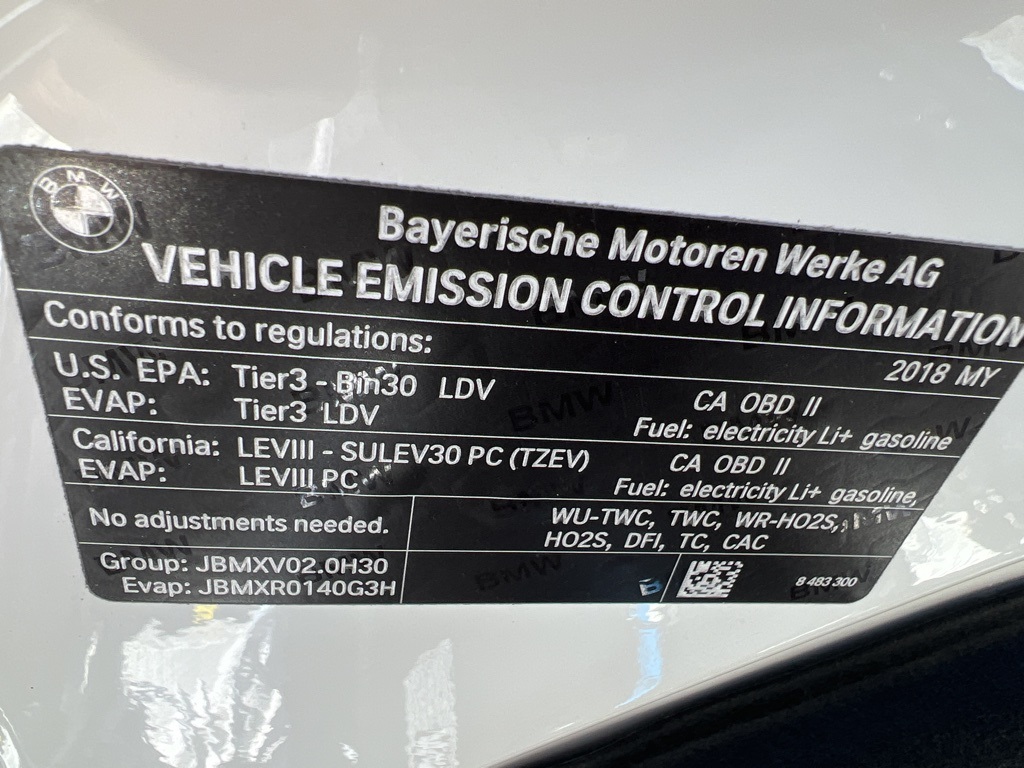 BMW
Bayerische Motoren Werke AG
VEHICLE EMISSION CONTROL INFORMATION
Conforms to regulations:
2018 MY
U.S. EPA: Tier3 - Bin30 LDV
CA OBD II
EVAP: Tier3 LDV
Fuel: electricity Li+ gasoline
California: LEVIII - SULEV30 PC (TZEV)
CA OBD II
EVAP: LEVIII PC
Fuel: electricity Li+ gasoline,
No adjustments needed.
WU-TWC, TWC, WR-HO2S,
HO2S, DFI, TC, CAC
Group: JBMXV02.0H30
Evap: JBMXR0140G3H
8 483 300